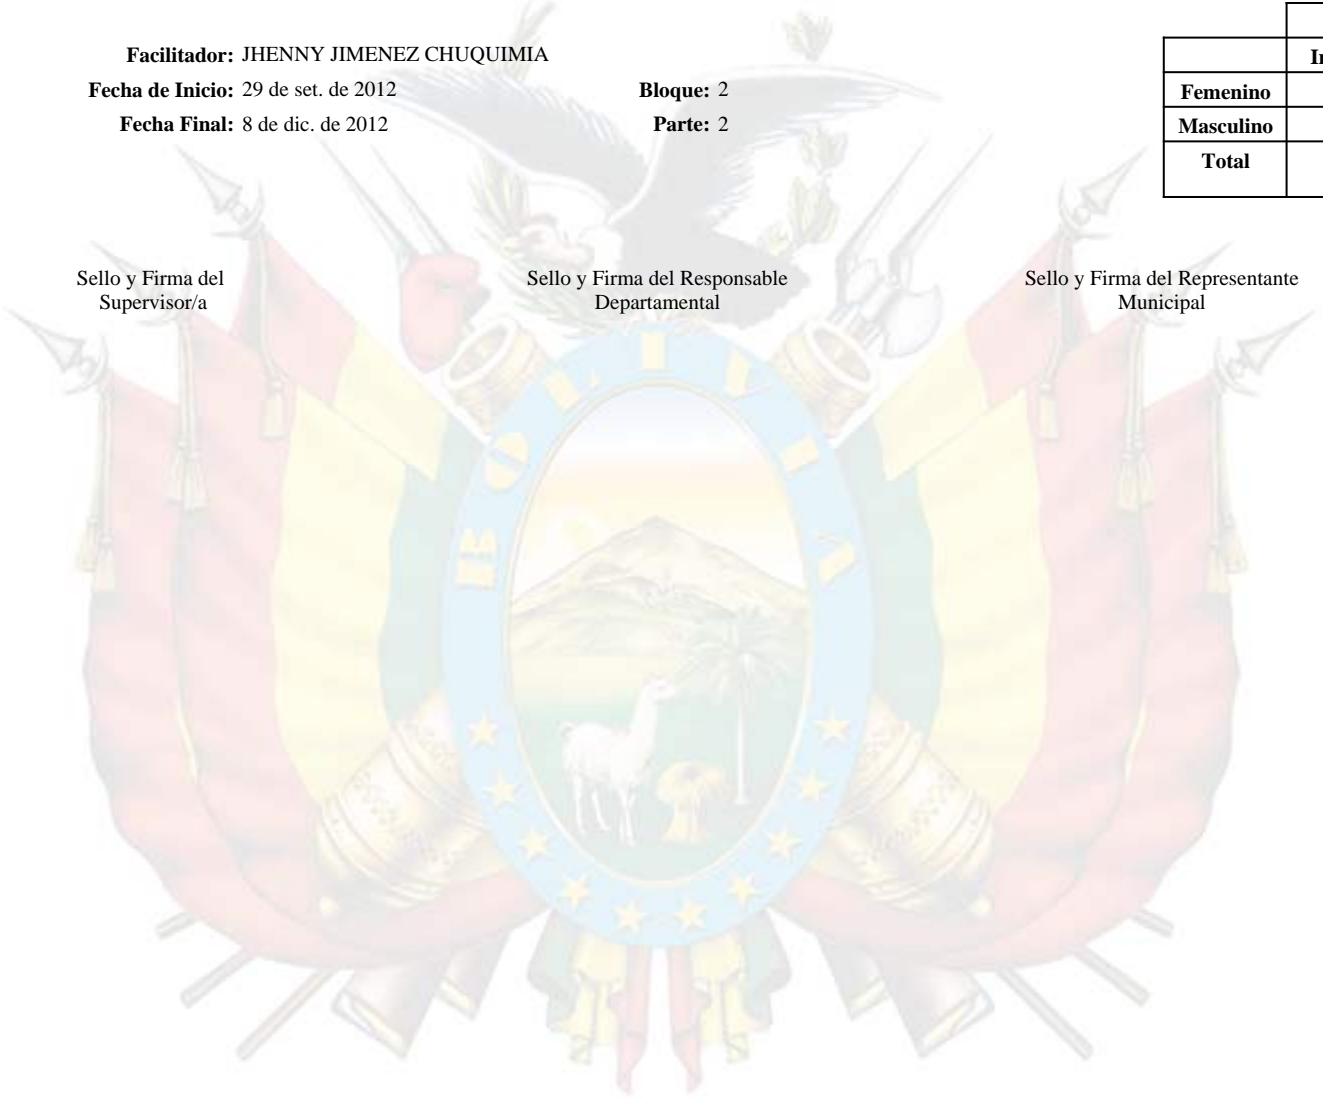 Facilitador: JHENNY JIMENEZ CHUQUIMIA
Fecha de Inicio: 29 de set. de 2012
Bloque: 2
Fecha Final: 8 de dic. de 2012
Parte: 2
Femenino
Masculino
Total
Sello y Firma del
Supervisor/a
Sello y Firma del Responsable
Departamental
Sello y Firma del Representante
Municipal
BOLIVIA